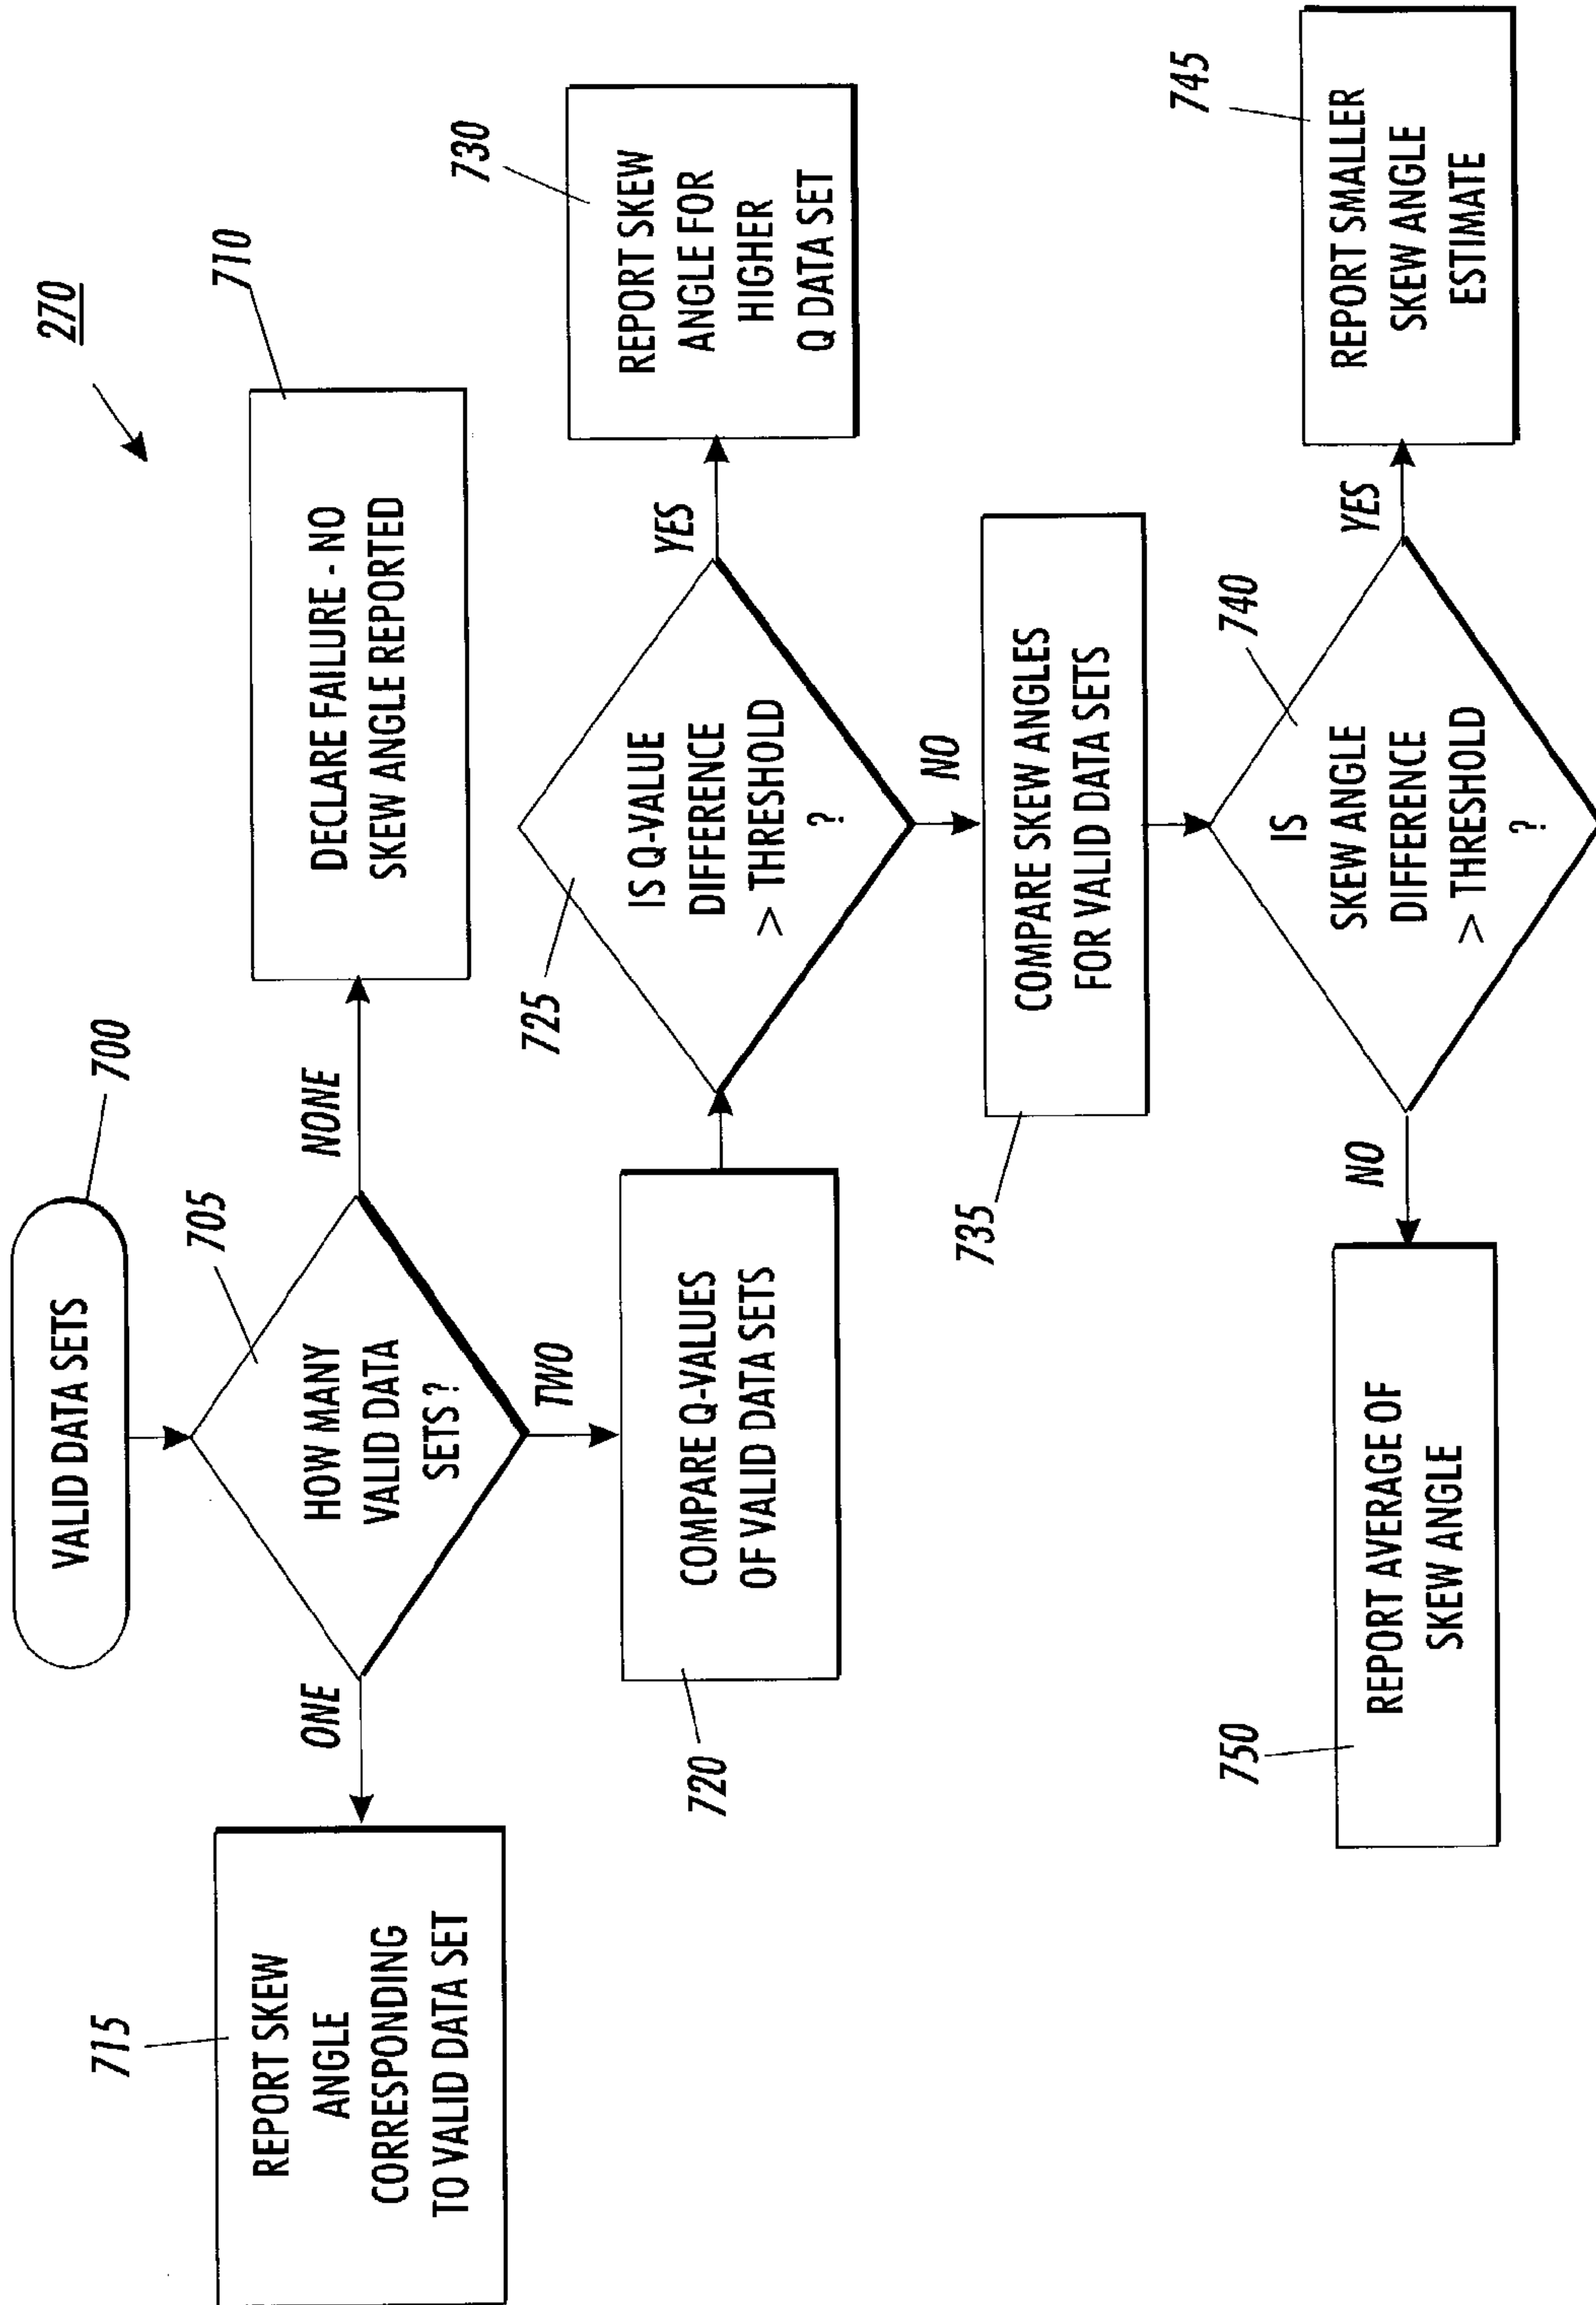 270
VALID DATA SETS
700
705
HOW MANY
VALID DATA
SETS ?
NONE
710
DECLARE FAILURE - NO
SKEW ANGLE REPORTED
ONE
715
REPORT SKEW
ANGLE
CORRESPONDING
TO VALID DATA SET
TWO
720
COMPARE Q-VALUES
OF VALID DATA SETS
725
IS Q-VALUE
DIFFERENCE
> THRESHOLD
?
YES
730
REPORT SKEW
ANGLE FOR
HIGHER
Q DATA SET
NO
735
COMPARE SKEW ANGLES
FOR VALID DATA SETS
740
IS
SKEW ANGLE
DIFFERENCE
> THRESHOLD
?
YES
745
REPORT SMALLER
SKEW ANGLE
ESTIMATE
NO
750
REPORT AVERAGE OF
SKEW ANGLE